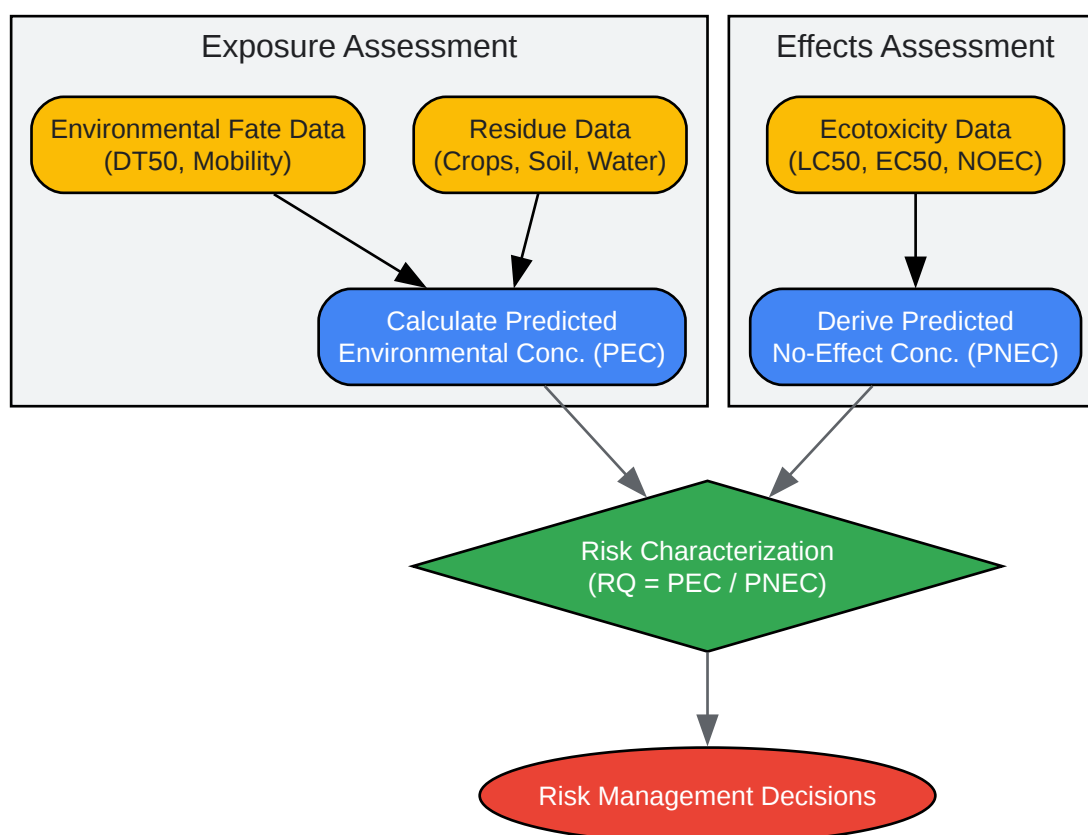 Exposure Assessment
Effects Assessment
Environmental Fate Data
(DT50, Mobility)
Residue Data
(Crops, Soil, Water)
Ecotoxicity Data
(LC50, EC50, NOEC)
Calculate Predicted
Environmental Conc. (PEC)
Derive Predicted
No-Effect Conc. (PNEC)
Risk Characterization
(RQ = PEC / PNEC)
Risk Management Decisions